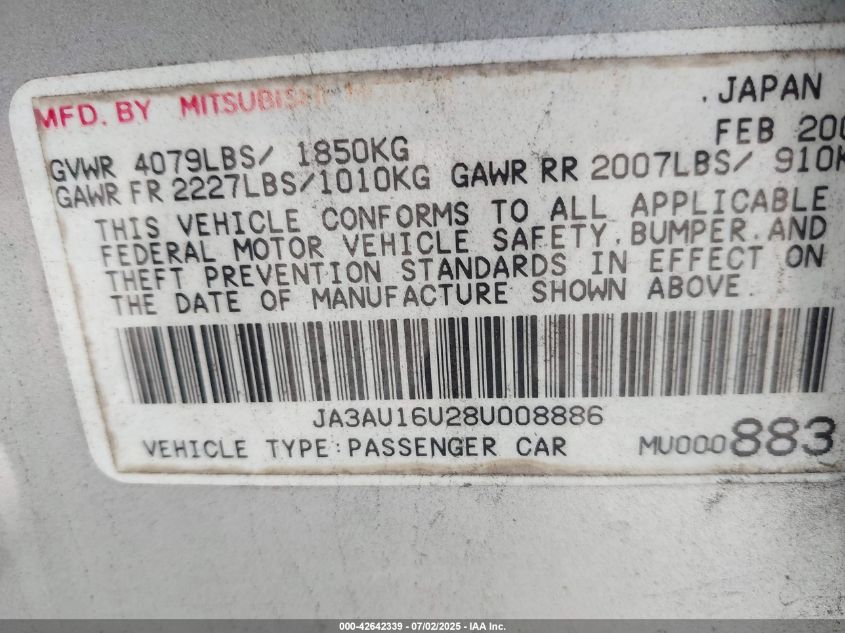 MFD. BY MITSUBISHI
. JAPAN
FEB 200
GVWR 4079LBS/ 1850KG
GAWR FR 2227LBS/1010KG GAWR RR 2007LBS/ 910K
THIS VEHICLE CONFORMS TO ALL APPLICABLE
FEDERAL MOTOR VEHICLE SAFETY, BUMPER, AND
THEFT PREVENTION STANDARDS IN EFFECT ON
THE DATE OF MANUFACTURE SHOWN ABOVE.
JA3AU16U28U008886
VEHICLE TYPE:PASSENGER CAR MU000883
000-42642339 - 07/02/2025 - IAA Inc.